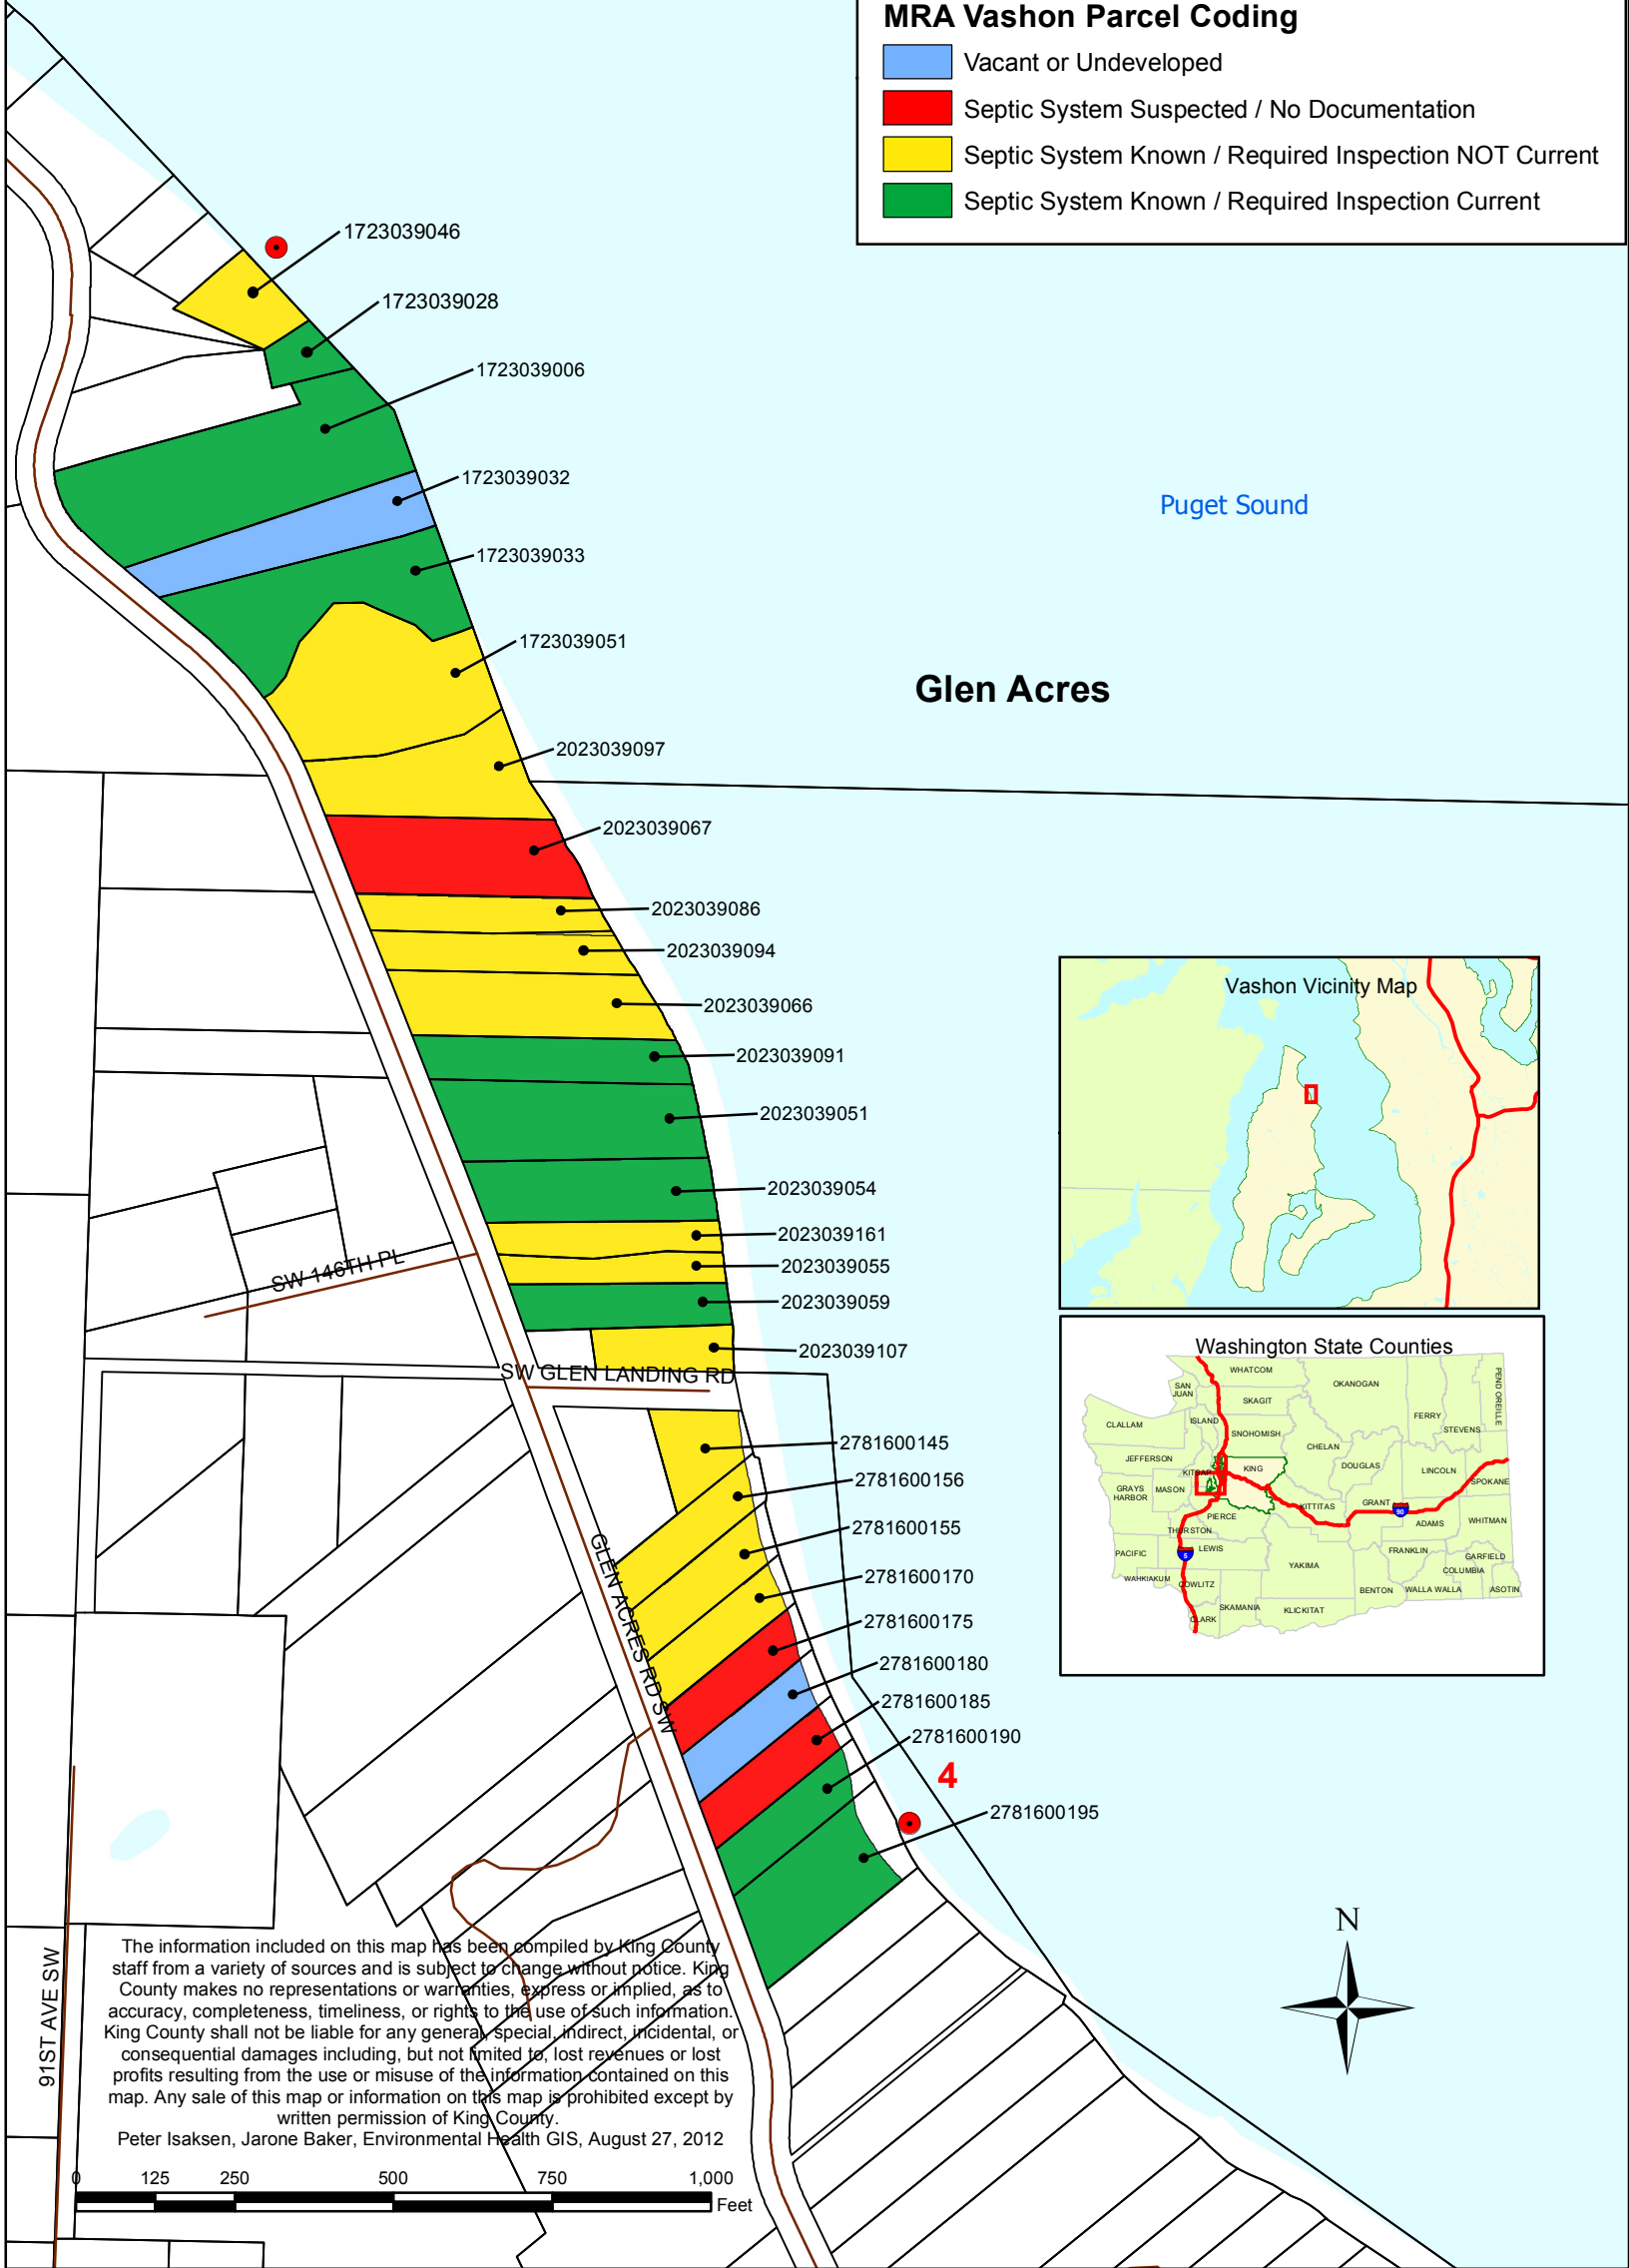 MRA Vashon Parcel Coding
Vacant or Undeveloped
Septic System Suspected / No Documentation
Septic System Known / Required Inspection NOT Current
Septic System Known / Required Inspection Current
1723039046
1723039028
1723039006
1723039032
Puget Sound
1723039033
1723039051
Glen Acres
2023039097
2023039067
2023039086
2023039094
2023039066
2023039091
2023039051
2023039054
2023039161
2023039055
2023039059
2023039107
SW 146TH PL
SW GLEN LANDING RD
2781600145
2781600156
2781600155
2781600170
2781600175
2781600180
2781600185
2781600190
4
2781600195
GLEN ACRES RD SW
91ST AVE SW
Vashon Vicinity Map
Washington State Counties
WHATCOM
SAN
JUAN
SKAGIT
OKANOGAN
PEND OREILLE
FERRY
STEVENS
CLALLAM
ISLAND
SNOHOMISH
CHELAN
JEFFERSON
KITSAP
KING
DOUGLAS
LINCOLN
SPOKANE
GRAYS
HARBOR
MASON
KITTITAS
GRANT
90
ADAMS
WHITMAN
PIERCE
THURSTON
PACIFIC
5
LEWIS
YAKIMA
FRANKLIN
GARFIELD
COLUMBIA
WAHKIAKUM
COWLITZ
BENTON
WALLA WALLA
ASOTIN
SKAMANIA
KLICKITAT
CLARK
N
The information included on this map has been compiled by King County
staff from a variety of sources and is subject to change without notice. King
County makes no representations or warranties, express or implied, as to
accuracy, completeness, timeliness, or rights to the use of such information.
King County shall not be liable for any general, special, indirect, incidental, or
consequential damages including, but not limited to, lost revenues or lost
profits resulting from the use or misuse of the information contained on this
map. Any sale of this map or information on this map is prohibited except by
written permission of King County.
Peter Isaksen, Jarone Baker, Environmental Health GIS, August 27, 2012
0 125 250 500 750 1,000
Feet